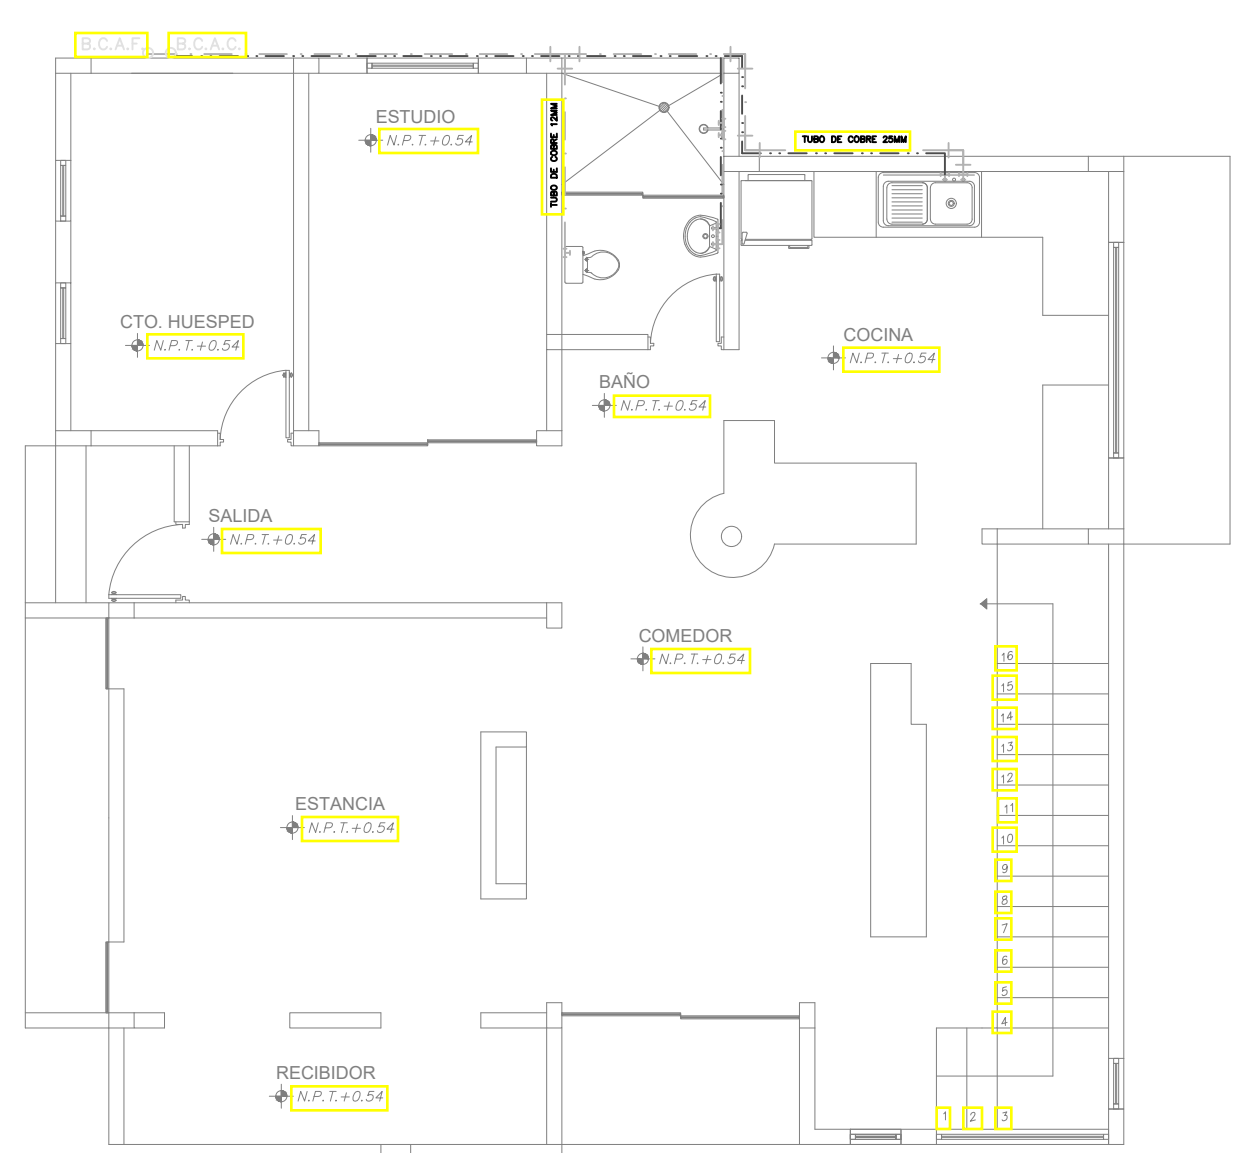 B.C.A.F.
B.C.A.C.
ESTUDIO
N.P.T.+0.54
TUBO DE COBRE 12MM
TUBO DE COBRE 25MM
CTO. HUESPED
N.P.T.+0.54
COCINA
N.P.T.+0.54
BAÑO
N.P.T.+0.54
SALIDA
N.P.T.+0.54
COMEDOR
N.P.T.+0.54
16
15
14
13
12
11
10
9
8
7
6
5
4
ESTANCIA
N.P.T.+0.54
RECIBIDOR
N.P.T.+0.54
1
2
3